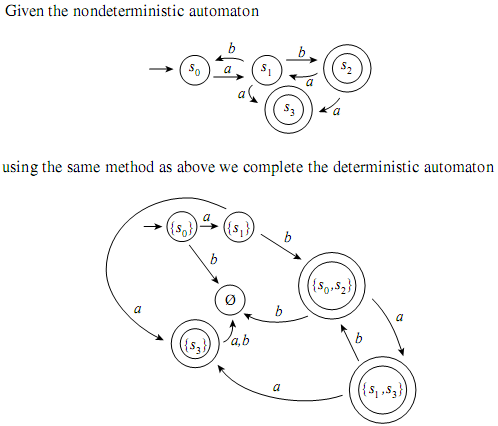 Given the nondeterministic automaton
b b
s₀ a s₁ s₂
a
a
s₃ a
using the same method as above we complete the deterministic automaton
a
{s₀} {s₁}
b
b
{s₀,s₂}
Ø
a b a
{s₃} a,b b
a
{s₁,s₃}